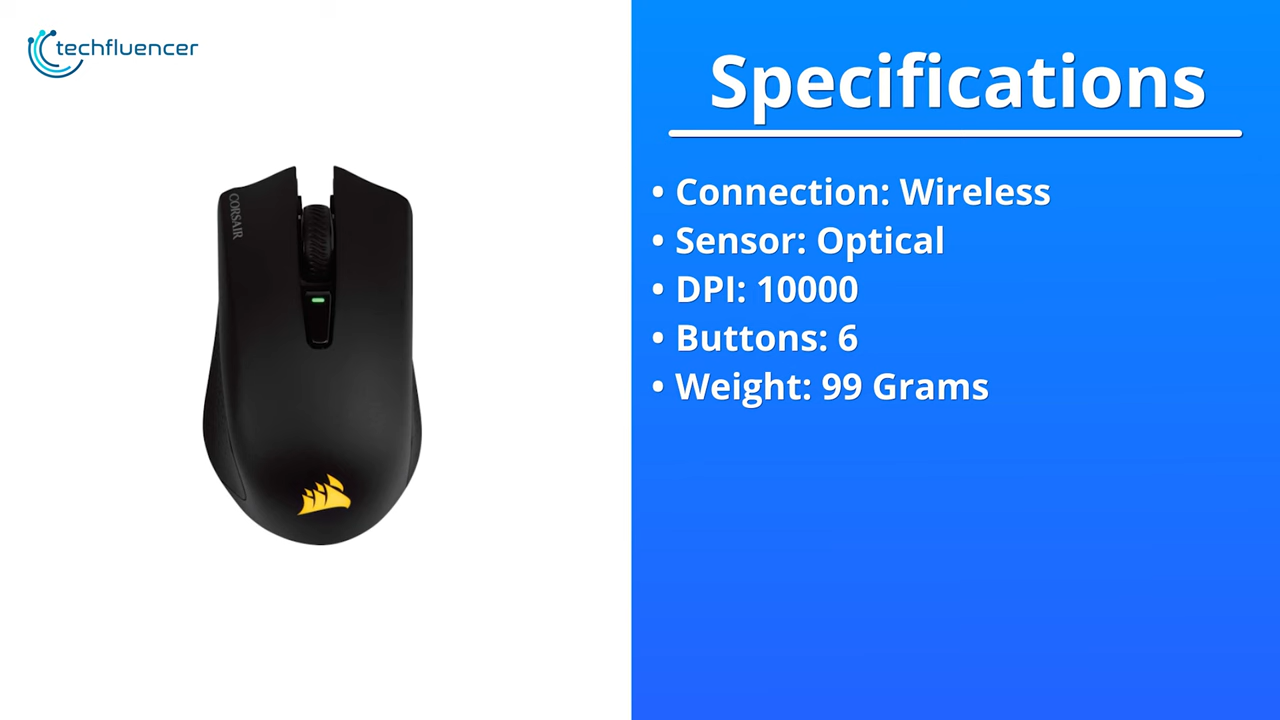 techfluencer
CORSAIR
Specifications
• Connection: Wireless
• Sensor: Optical
• DPI: 10000
• Buttons: 6
• Weight: 99 Grams